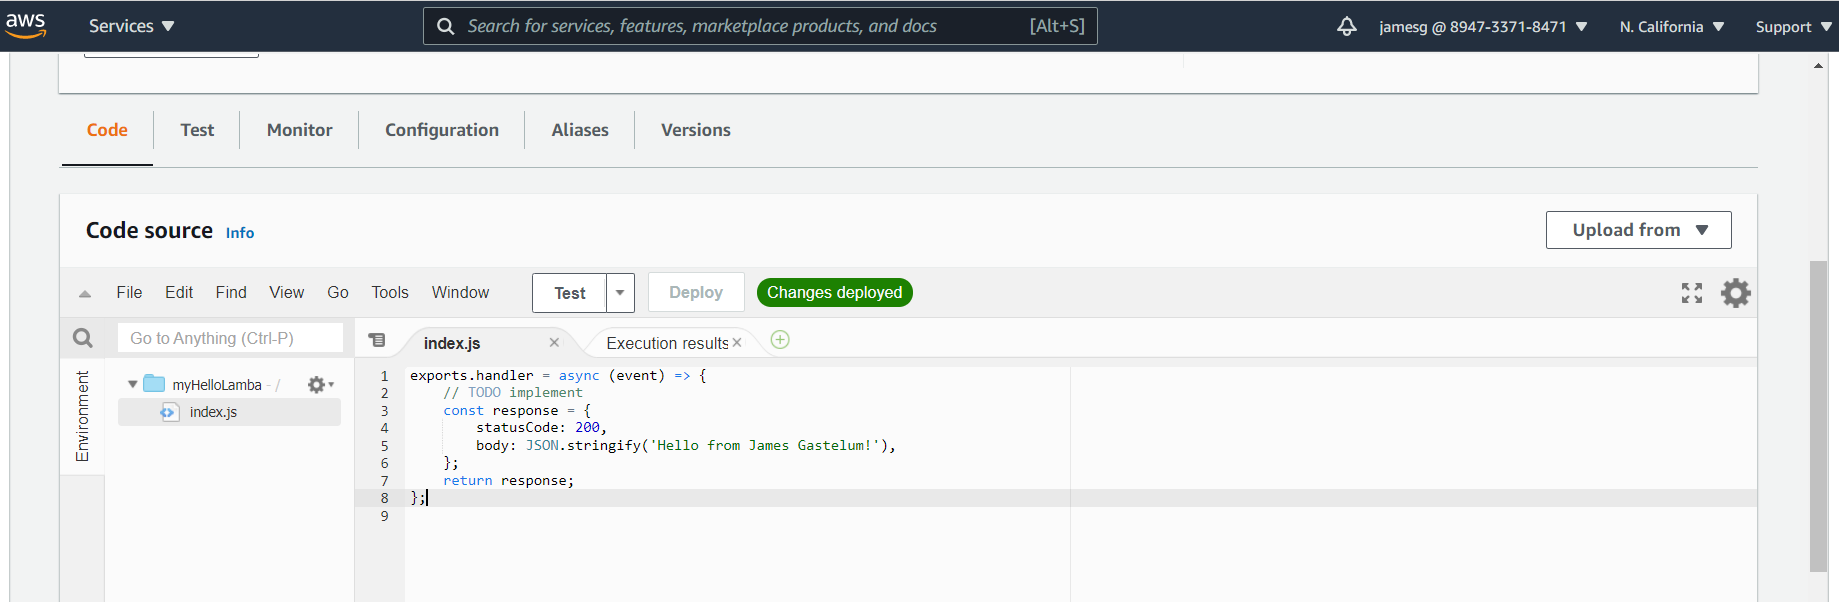 aws Services Search for services, features, marketplace products, and docs [Alt+S] jamesg @ 8947-3371-8471 N. California Support
Code Test Monitor Configuration Aliases Versions
Code source Info Upload from
File Edit Find View Go Tools Window Test Deploy Changes deployed
Go to Anything (Ctrl-P) index.js Execution results
Environment
myHelloLamba - /
index.js
1 exports.handler = async (event) => {
2 // TODO implement
3 const response = {
4 statusCode: 200,
5 body: JSON.stringify('Hello from James Gastelum!'),
6 };
7 return response;
8 };
9